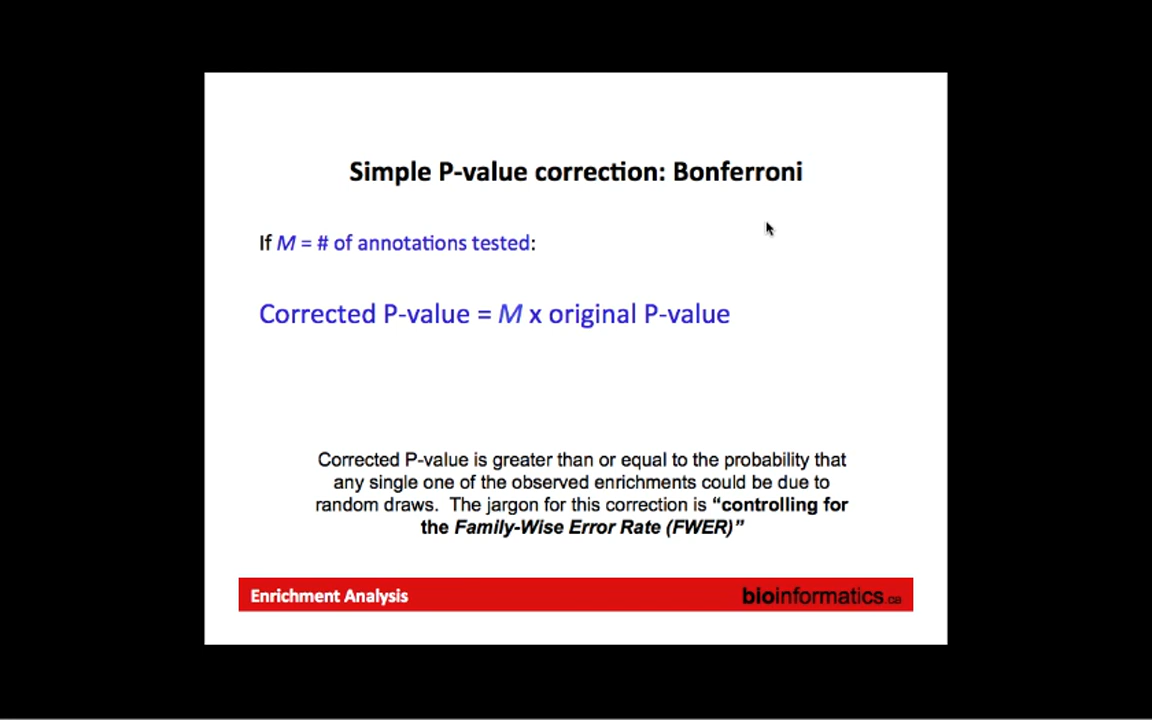 Simple P-value correction: Bonferroni
If M = # of annotations tested:
Corrected P-value = M x original P-value
Corrected P-value is greater than or equal to the probability that
any single one of the observed enrichments could be due to
random draws. The jargon for this correction is “controlling for
the Family-Wise Error Rate (FWER)”
Enrichment Analysis
bioinformatics.ca